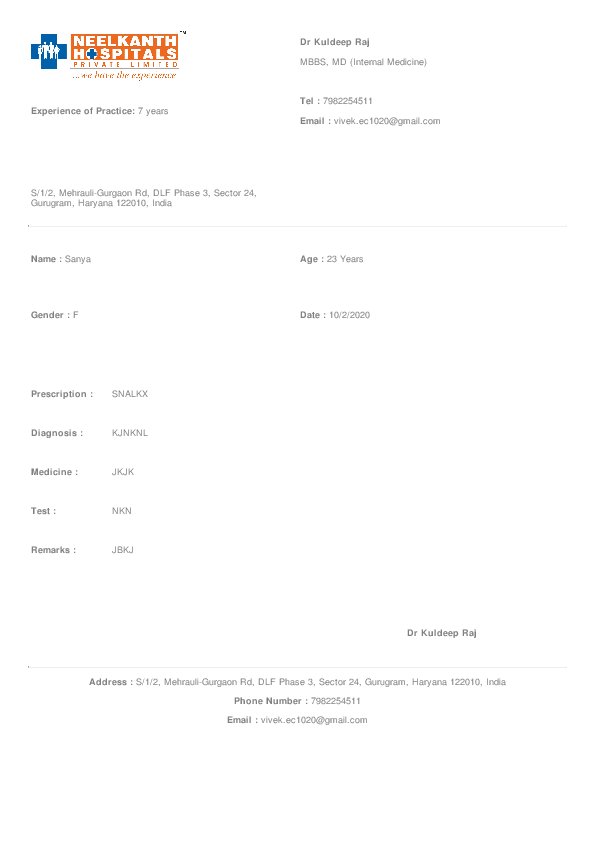 NEELKANTH
HOSPITALS
PRIVATE LIMITED
...we have the experience
TM
Dr Kuldeep Raj
MBBS, MD (Internal Medicine)
Tel : 7982254511
Experience of Practice: 7 years
Email : vivek.ec1020@gmail.com
S/1/2, Mehrauli-Gurgaon Rd, DLF Phase 3, Sector 24,
Gurugram, Haryana 122010, India
Name : Sanya
Age : 23 Years
Gender : F
Date : 10/2/2020
Prescription : SNALKX
Diagnosis : KJNKNL
Medicine : JKJK
Test : NKN
Remarks : JBKJ
Dr Kuldeep Raj
Address : S/1/2, Mehrauli-Gurgaon Rd, DLF Phase 3, Sector 24, Gurugram, Haryana 122010, India
Phone Number : 7982254511
Email : vivek.ec1020@gmail.com